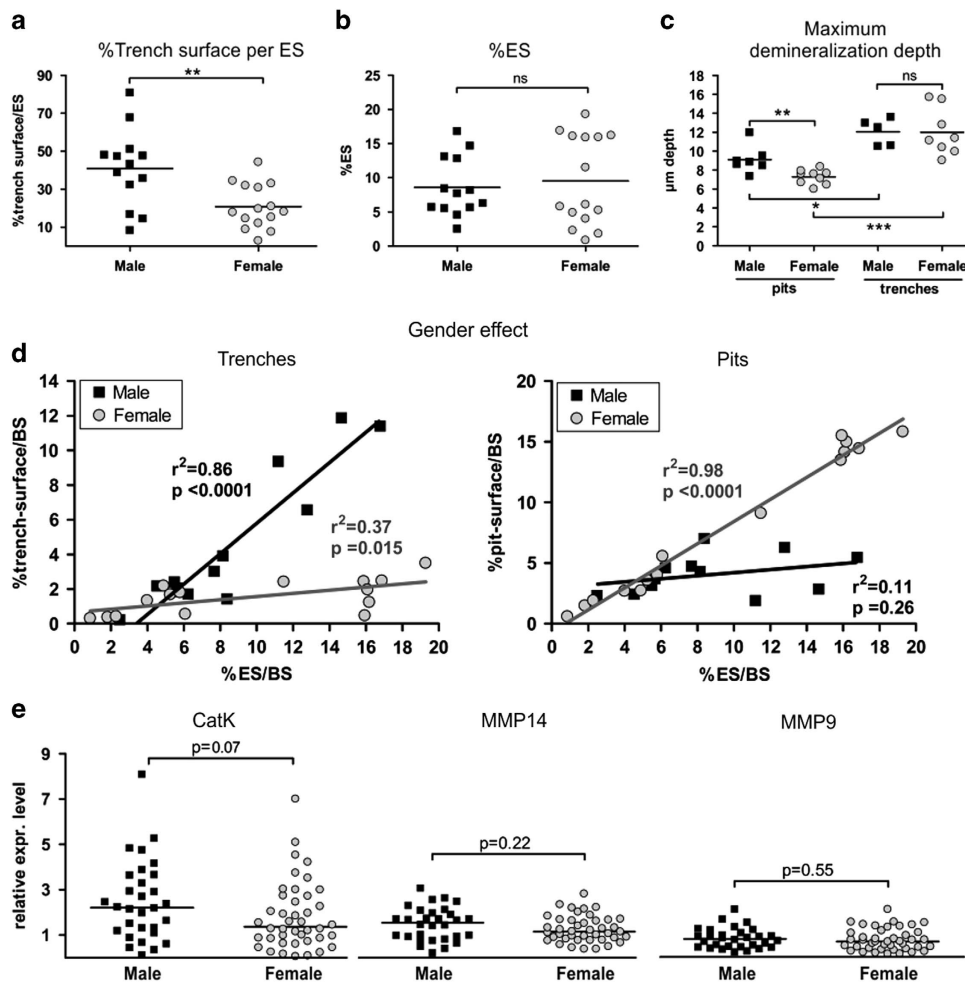 a
%Trench surface per ES
**
%trench surface/ES
90
70
50
30
10
Male
Female
b
%ES
ns
%ES
25
20
15
10
5
0
Male
Female
c
Maximum
demineralization depth
ns
**
*
***
µm depth
18
16
14
12
10
8
6
4
2
0
Male
Female
Male
Female
pits
trenches
Gender effect
d
Trenches
Male
Female
r²=0.86
p <0.0001
r²=0.37
p =0.015
%trench-surface/BS
14
12
10
8
6
4
2
0
0 2 4 6 8 10 12 14 16 18 20
%ES/BS
Pits
Male
Female
r²=0.98
p <0.0001
r²=0.11
p =0.26
%pit-surface/BS
20
15
10
5
0
0 2 4 6 8 10 12 14 16 18 20
%ES/BS
e
CatK
MMP14
MMP9
p=0.07
p=0.22
p=0.55
relative expr. level
9
7
5
3
1
Male
Female
Male
Female
Male
Female